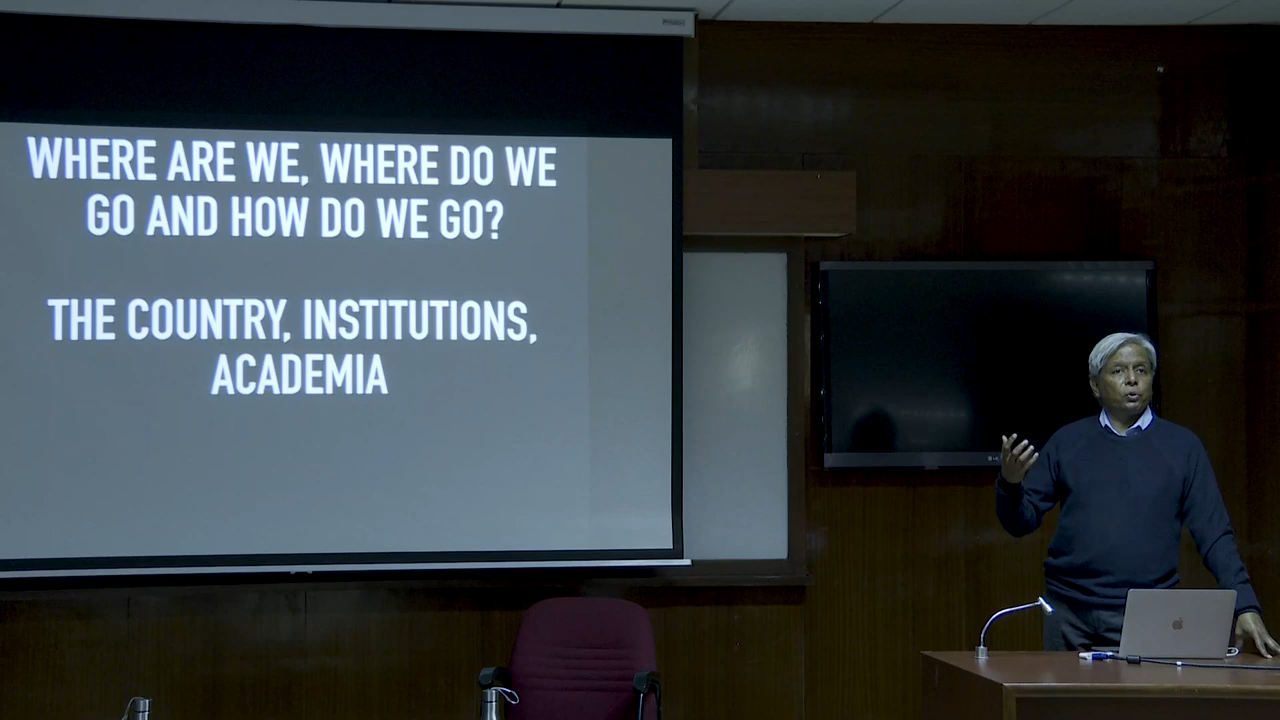 WHERE ARE WE, WHERE DO WE
GO AND HOW DO WE GO?
THE COUNTRY, INSTITUTIONS,
ACADEMIA